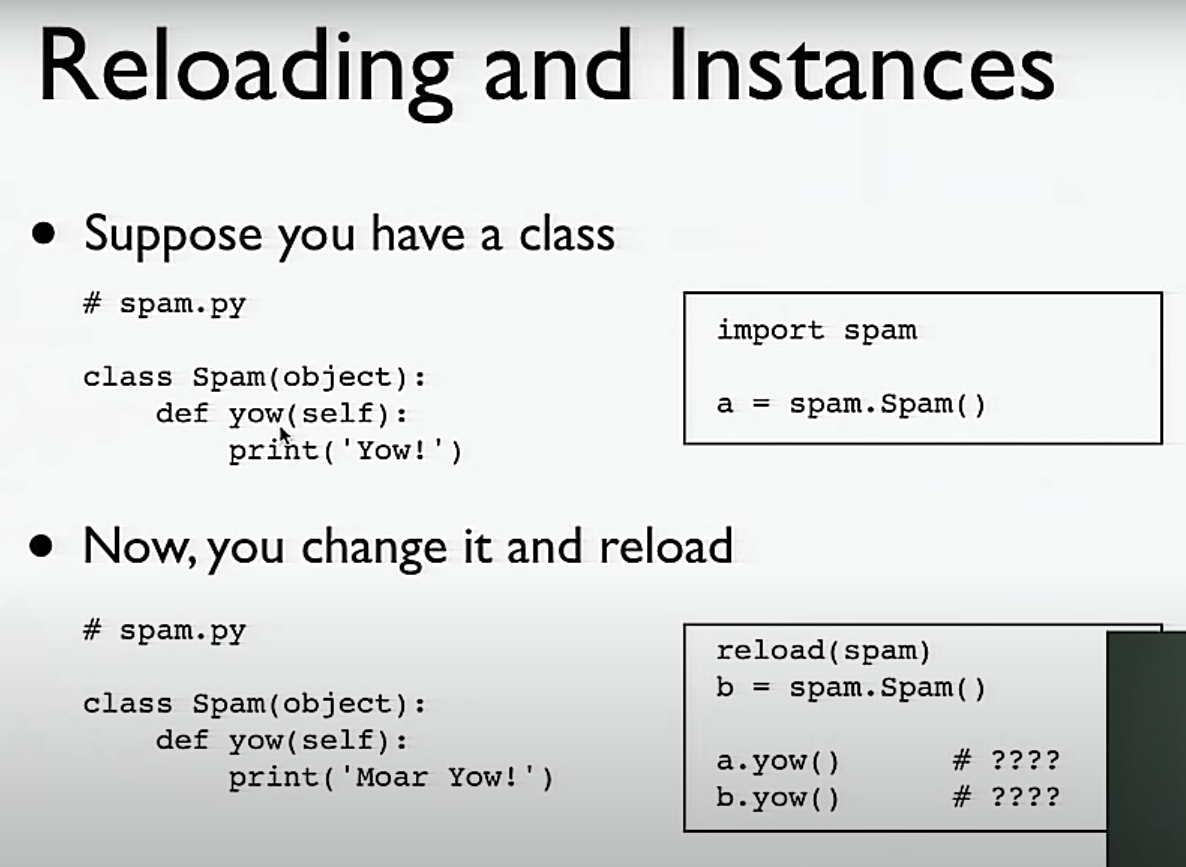 Reloading and Instances
• Suppose you have a class
# spam.py
class Spam(object):
    def yow(self):
        print('Yow!')
import spam
a = spam.Spam()
• Now, you change it and reload
# spam.py
class Spam(object):
    def yow(self):
        print('Moar Yow!')
reload(spam)
b = spam.Spam()
a.yow()      # ????
b.yow()      # ????